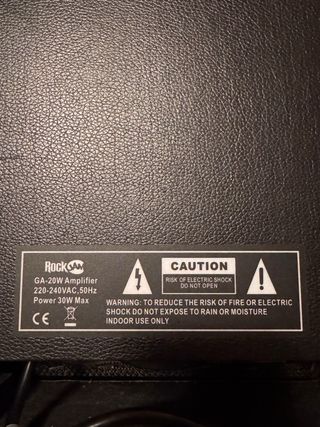 RockJAM
GA-20W Amplifier
220-240VAC,50Hz
Power 30W Max
CE
CAUTION
RISK OF ELECTRIC SHOCK
DO NOT OPEN
!
WARNING: TO REDUCE THE RISK OF FIRE OR ELECTRIC
SHOCK DO NOT EXPOSE TO RAIN OR MOISTURE
INDOOR USE ONLY